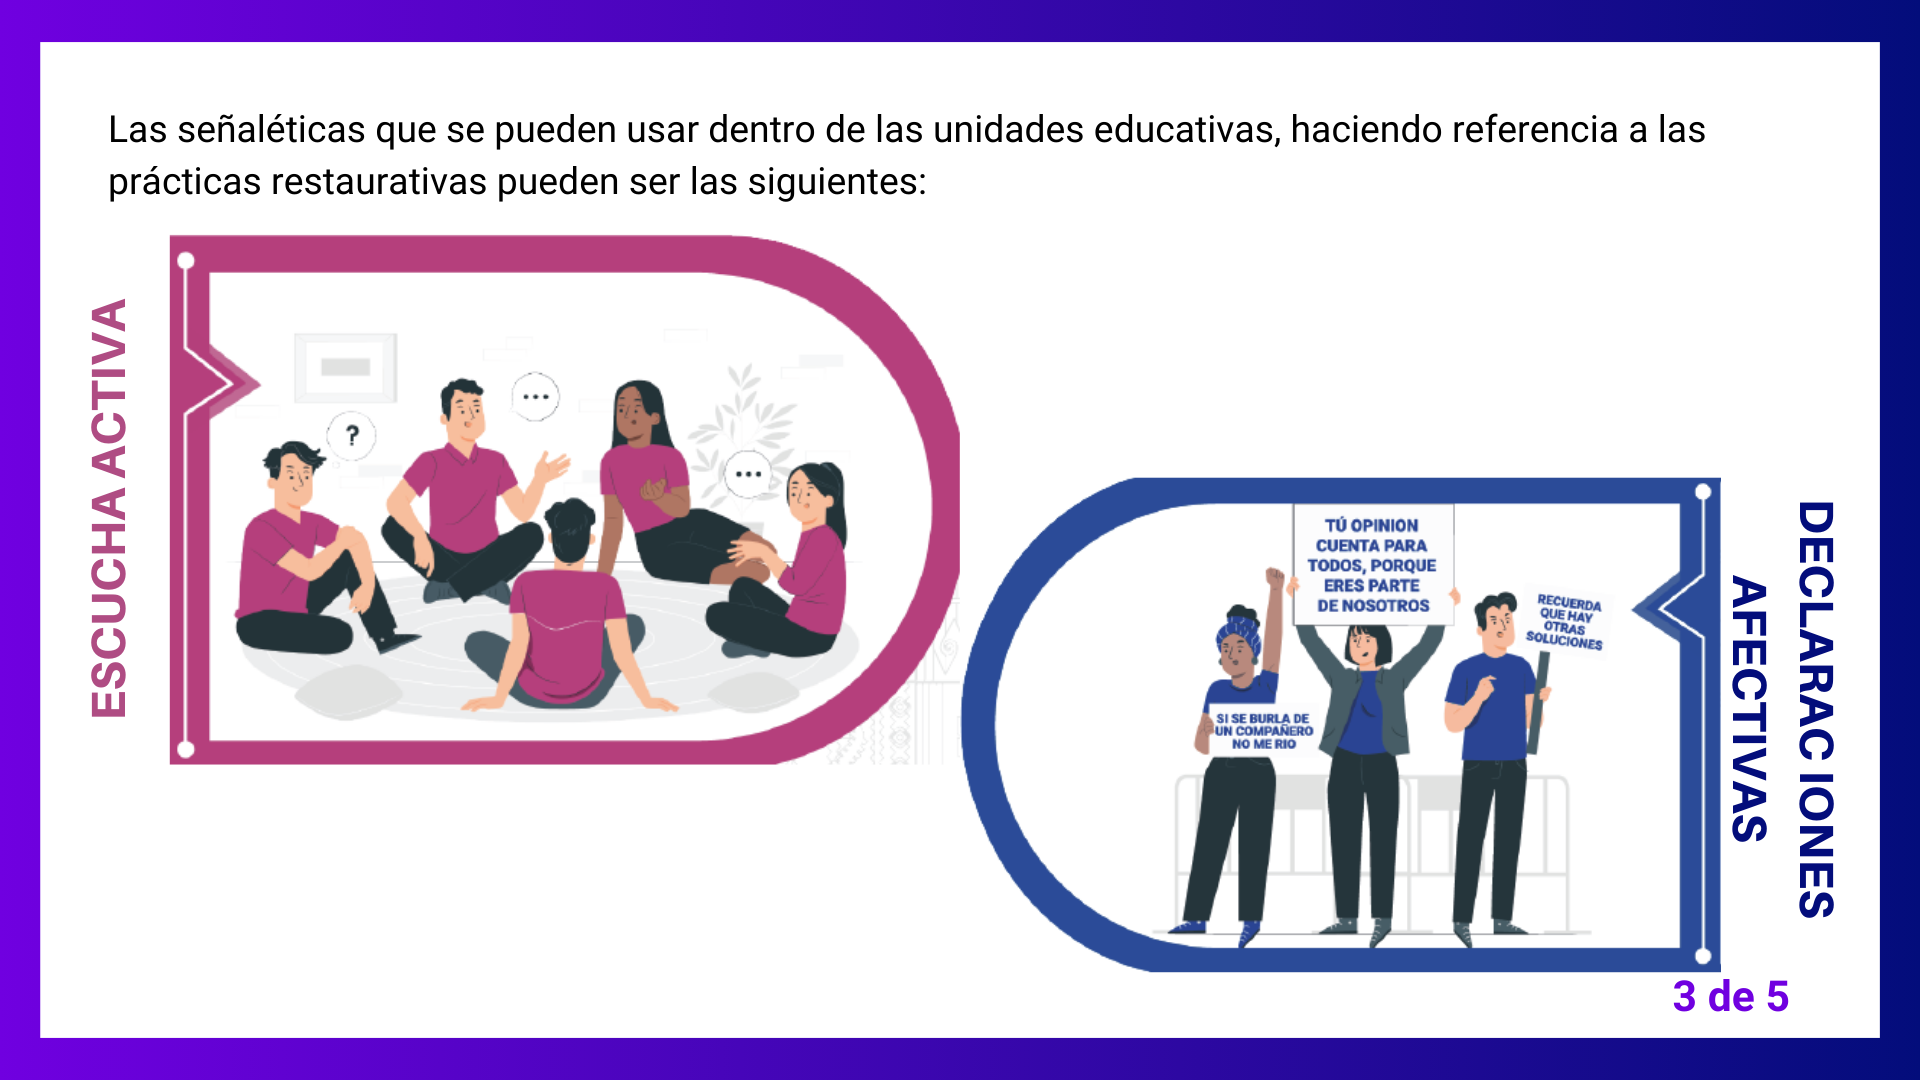 Las señaléticas que se pueden usar dentro de las unidades educativas, haciendo referencia a las
prácticas restaurativas pueden ser las siguientes:
ESCUCHA ACTIVA
?
...
...
TÚ OPINION
CUENTA PARA
TODOS, PORQUE
ERES PARTE
DE NOSOTROS
RECUERDA
QUE HAY
OTRAS
SOLUCIONES
SI SE BURLA DE
UN COMPAÑERO
NO ME RIO
DECLARAC IONES
AFECTIVAS
3 de 5